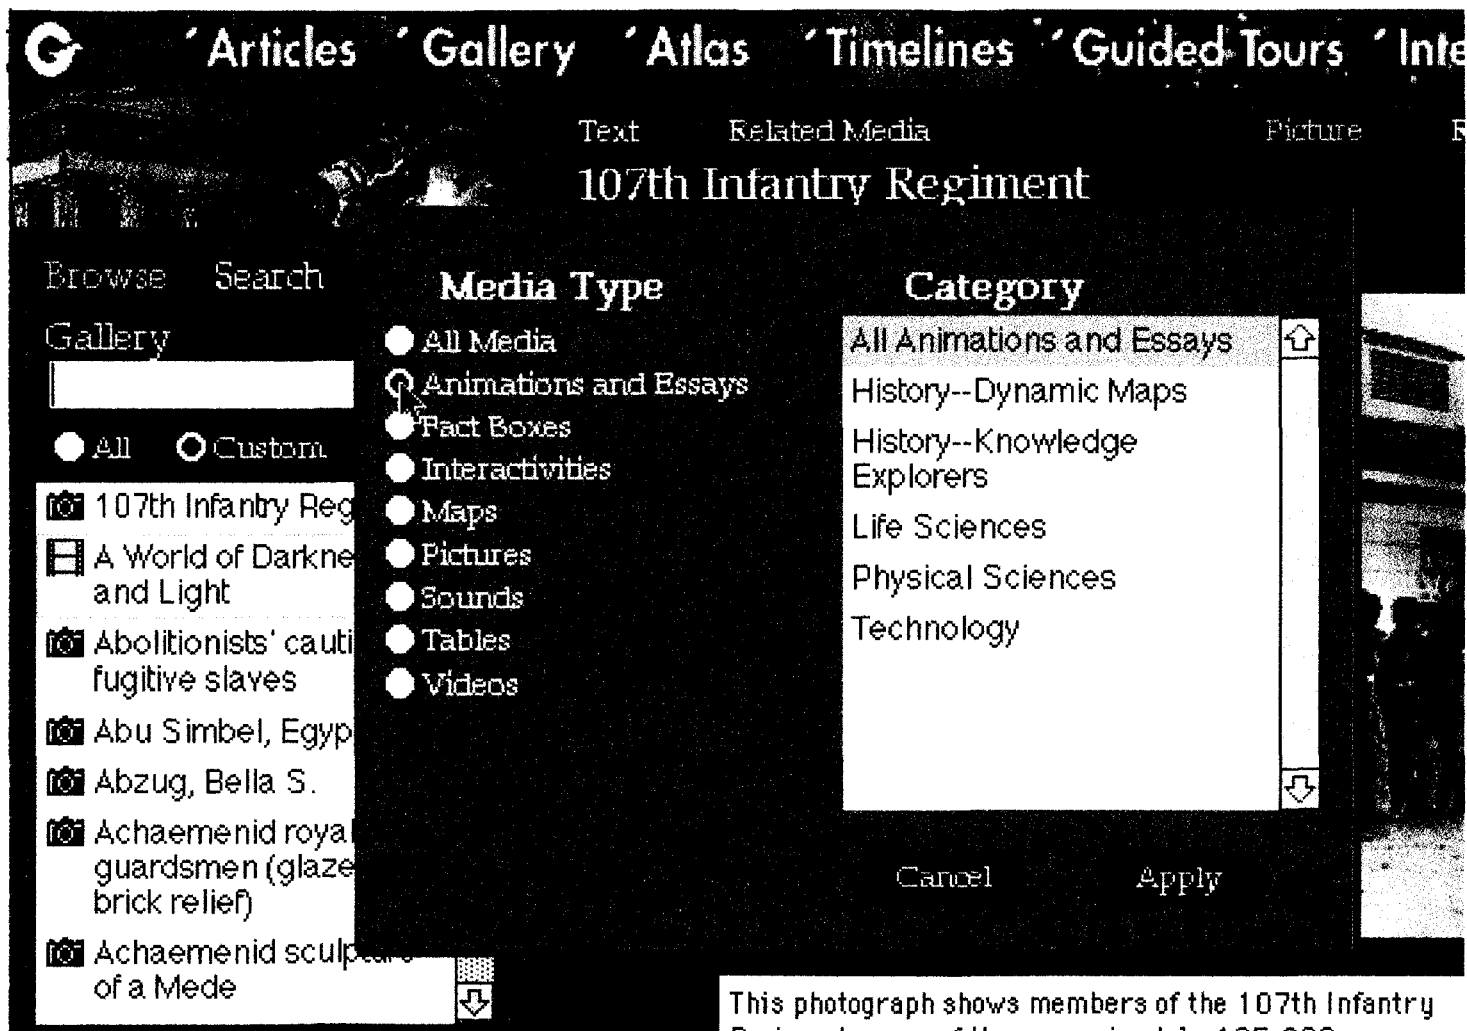 Articles Gallery Atlas Timelines Guided Tours Inte
Text Related Media Picture
107th Infantry Regiment
Browse Search
Gallery
All Custom
107th Infantry Reg
A World of Darkne
and Light
Abolitionists' cauti
fugitive slaves
Abu Simbel, Egyp
Abzug, Bella S.
Achaemenid royal
guardsmen (glaze
brick relief)
Achaemenid sculpture
of a Mede
Media Type
All Media
Animations and Essays
Fact Boxes
Interactivities
Maps
Pictures
Sounds
Tables
Videos
Category
All Animations and Essays
History--Dynamic Maps
History--Knowledge
Explorers
Life Sciences
Physical Sciences
Technology
Cancel Apply
This photograph shows members of the 107th Infantry